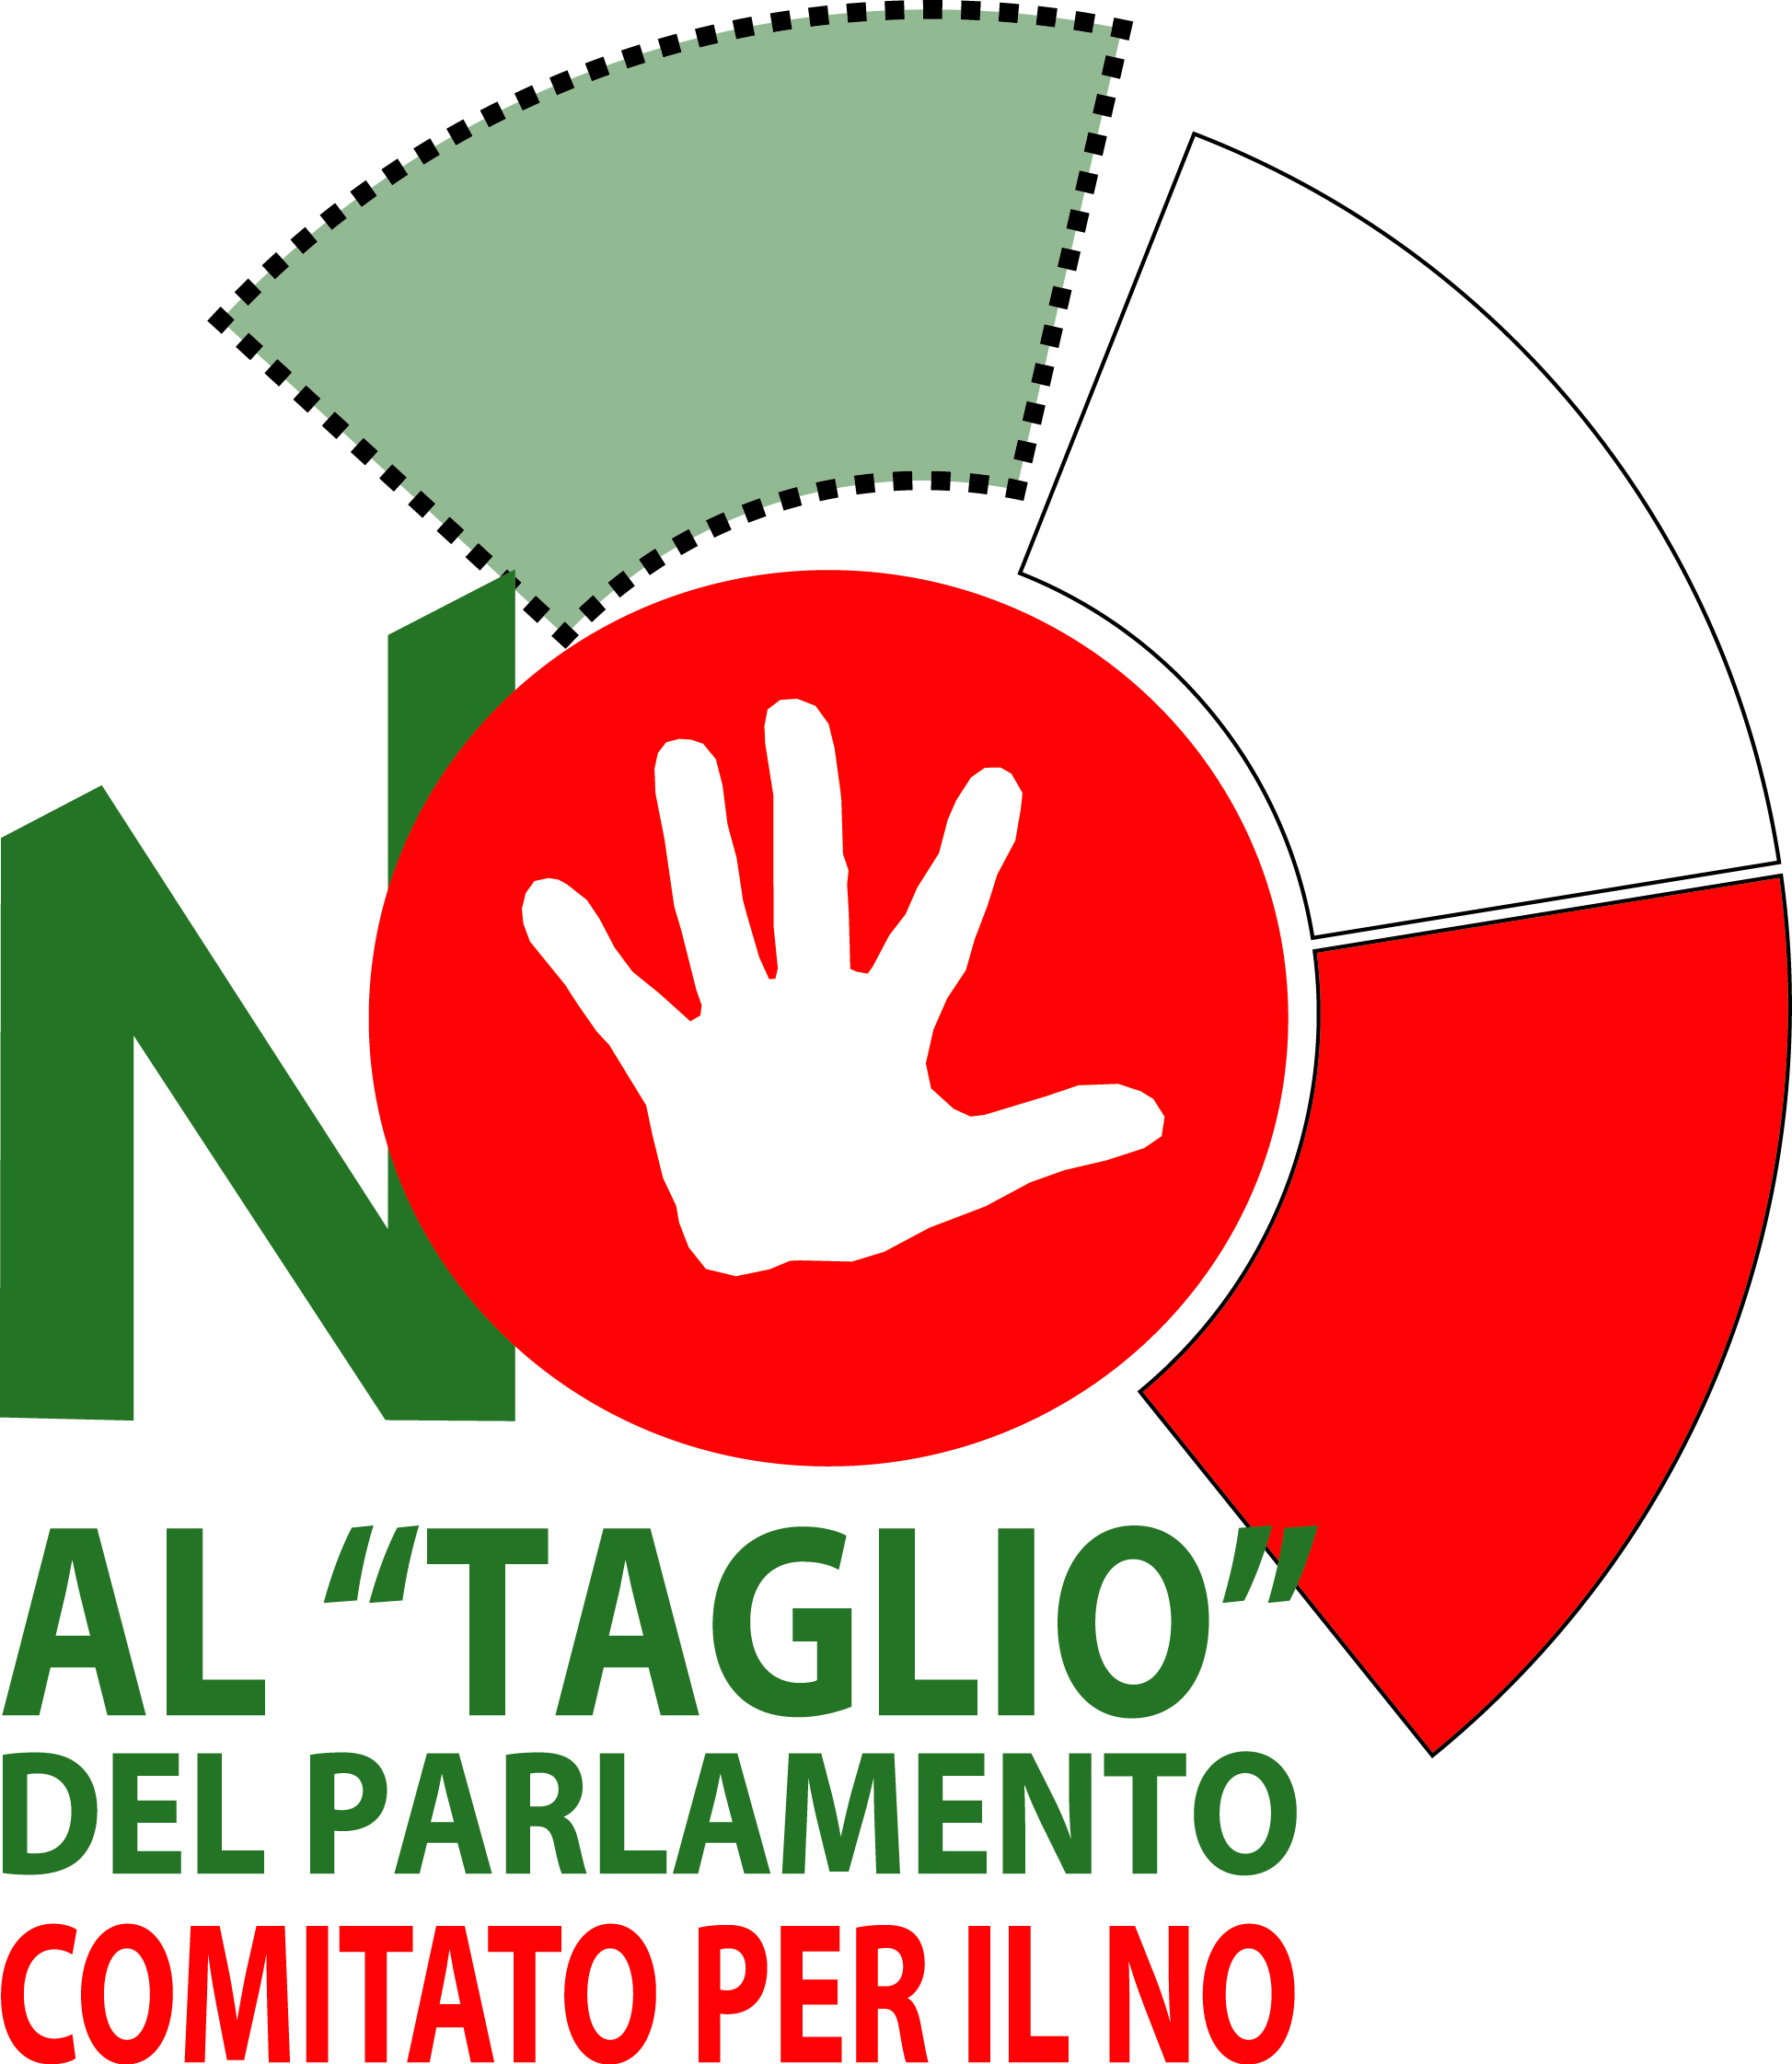 NO
AL “TAGLIO”
DEL PARLAMENTO
COMITATO PER IL NO